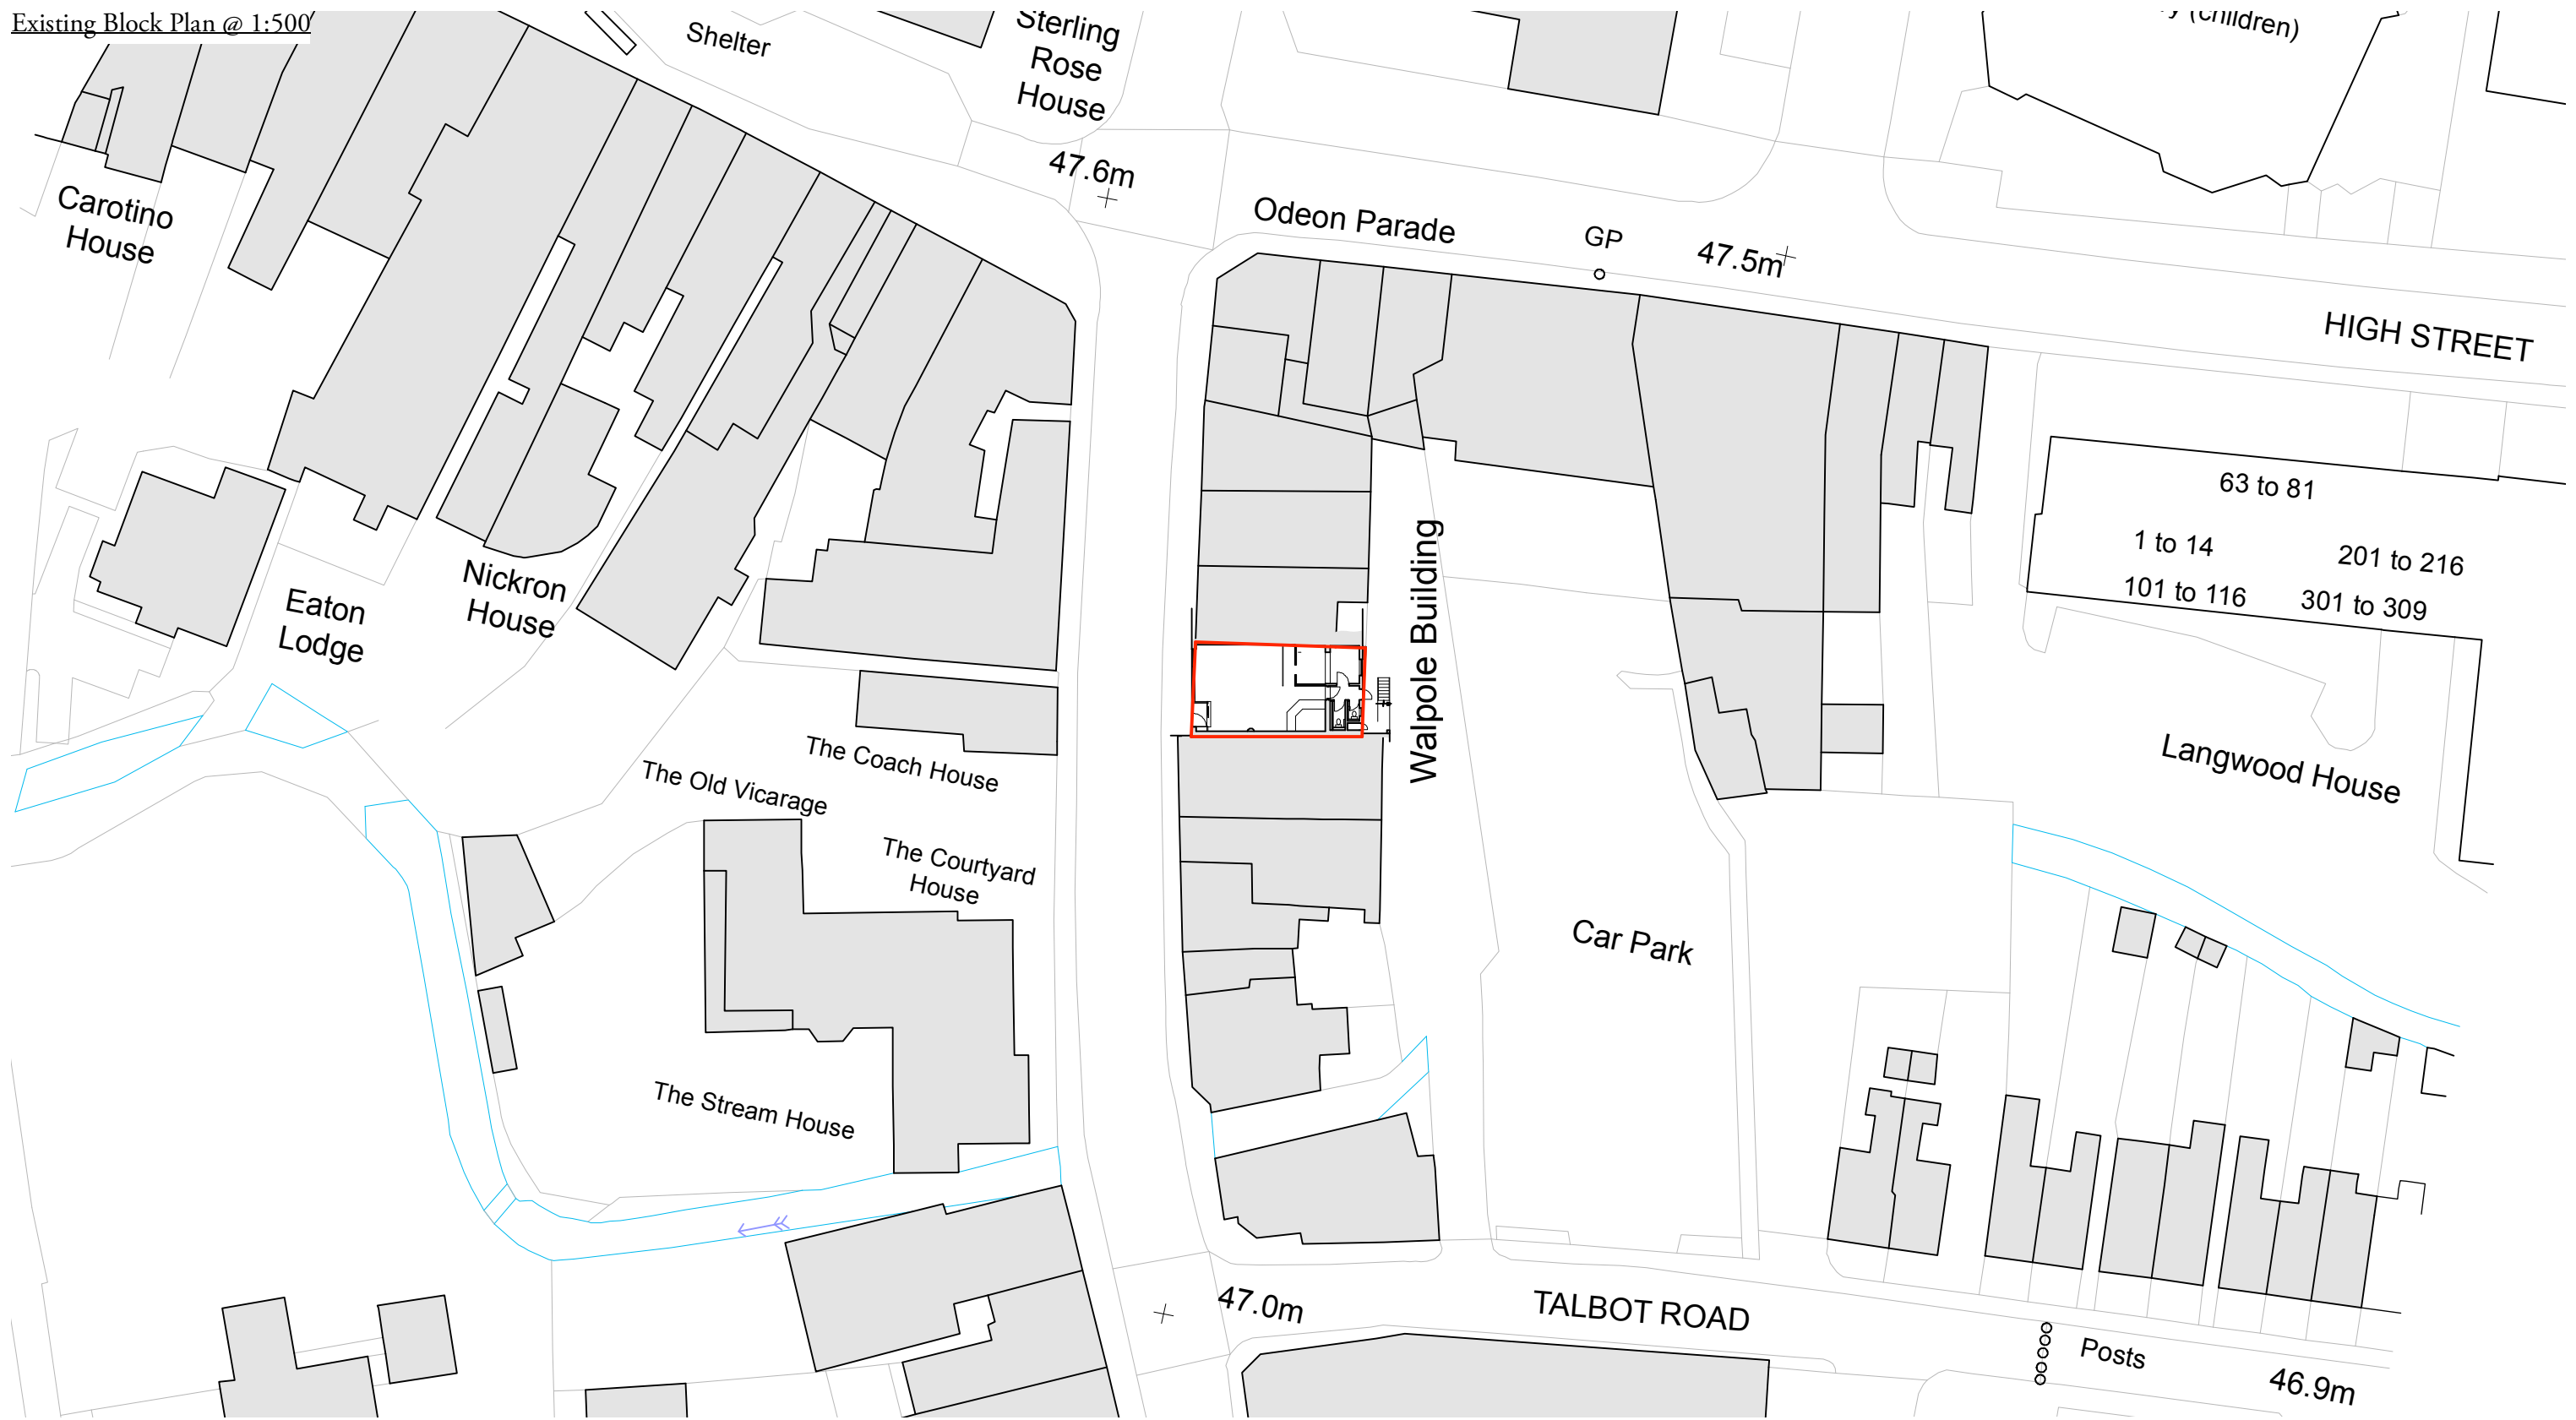 Existing Block Plan @ 1:500
Shelter
Sterling
Rose
House
(children)
47.6m
Carotino
House
Odeon Parade
GP
47.5m
HIGH STREET
63 to 81
1 to 14
201 to 216
101 to 116
301 to 309
Nickron
House
Eaton
Lodge
Walpole Building
The Coach House
The Old Vicarage
Langwood House
The Courtyard
House
Car Park
The Stream House
47.0m
TALBOT ROAD
Posts
46.9m